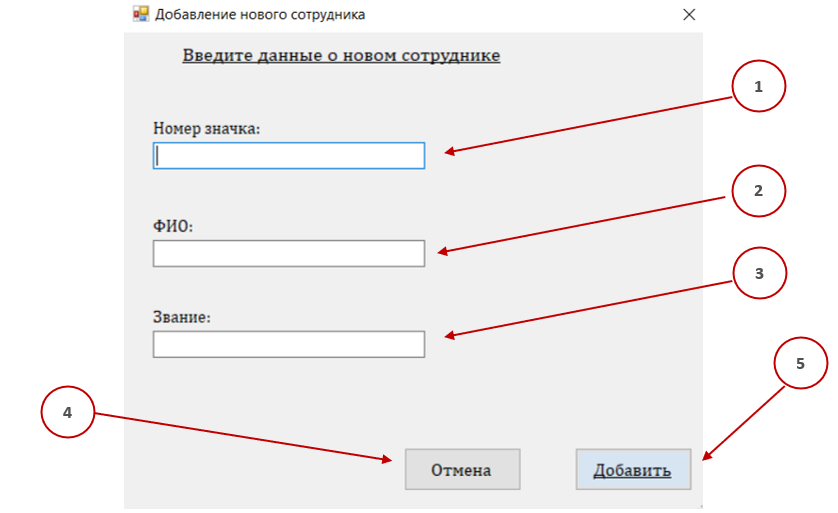 Добавление нового сотрудника
Введите данные о новом сотруднике
1
Номер значка:
2
ФИО:
3
Звание:
5
4
Отмена
Добавить